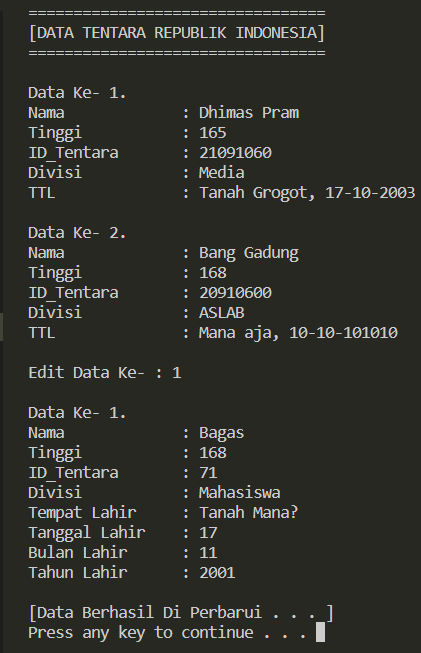 =================================
[DATA TENTARA REPUBLIK INDONESIA]
=================================
Data Ke- 1.
Nama : Dhimas Pram
Tinggi : 165
ID_Tentara : 21091060
Divisi : Media
TTL : Tanah Grogot, 17-10-2003
Data Ke- 2.
Nama : Bang Gadung
Tinggi : 168
ID_Tentara : 20910600
Divisi : ASLAB
TTL : Mana aja, 10-10-101010
Edit Data Ke- : 1
Data Ke- 1.
Nama : Bagas
Tinggi : 168
ID_Tentara : 71
Divisi : Mahasiswa
Tempat Lahir : Tanah Mana?
Tanggal Lahir : 17
Bulan Lahir : 11
Tahun Lahir : 2001
[Data Berhasil Di Perbarui . . . ]
Press any key to continue . . .